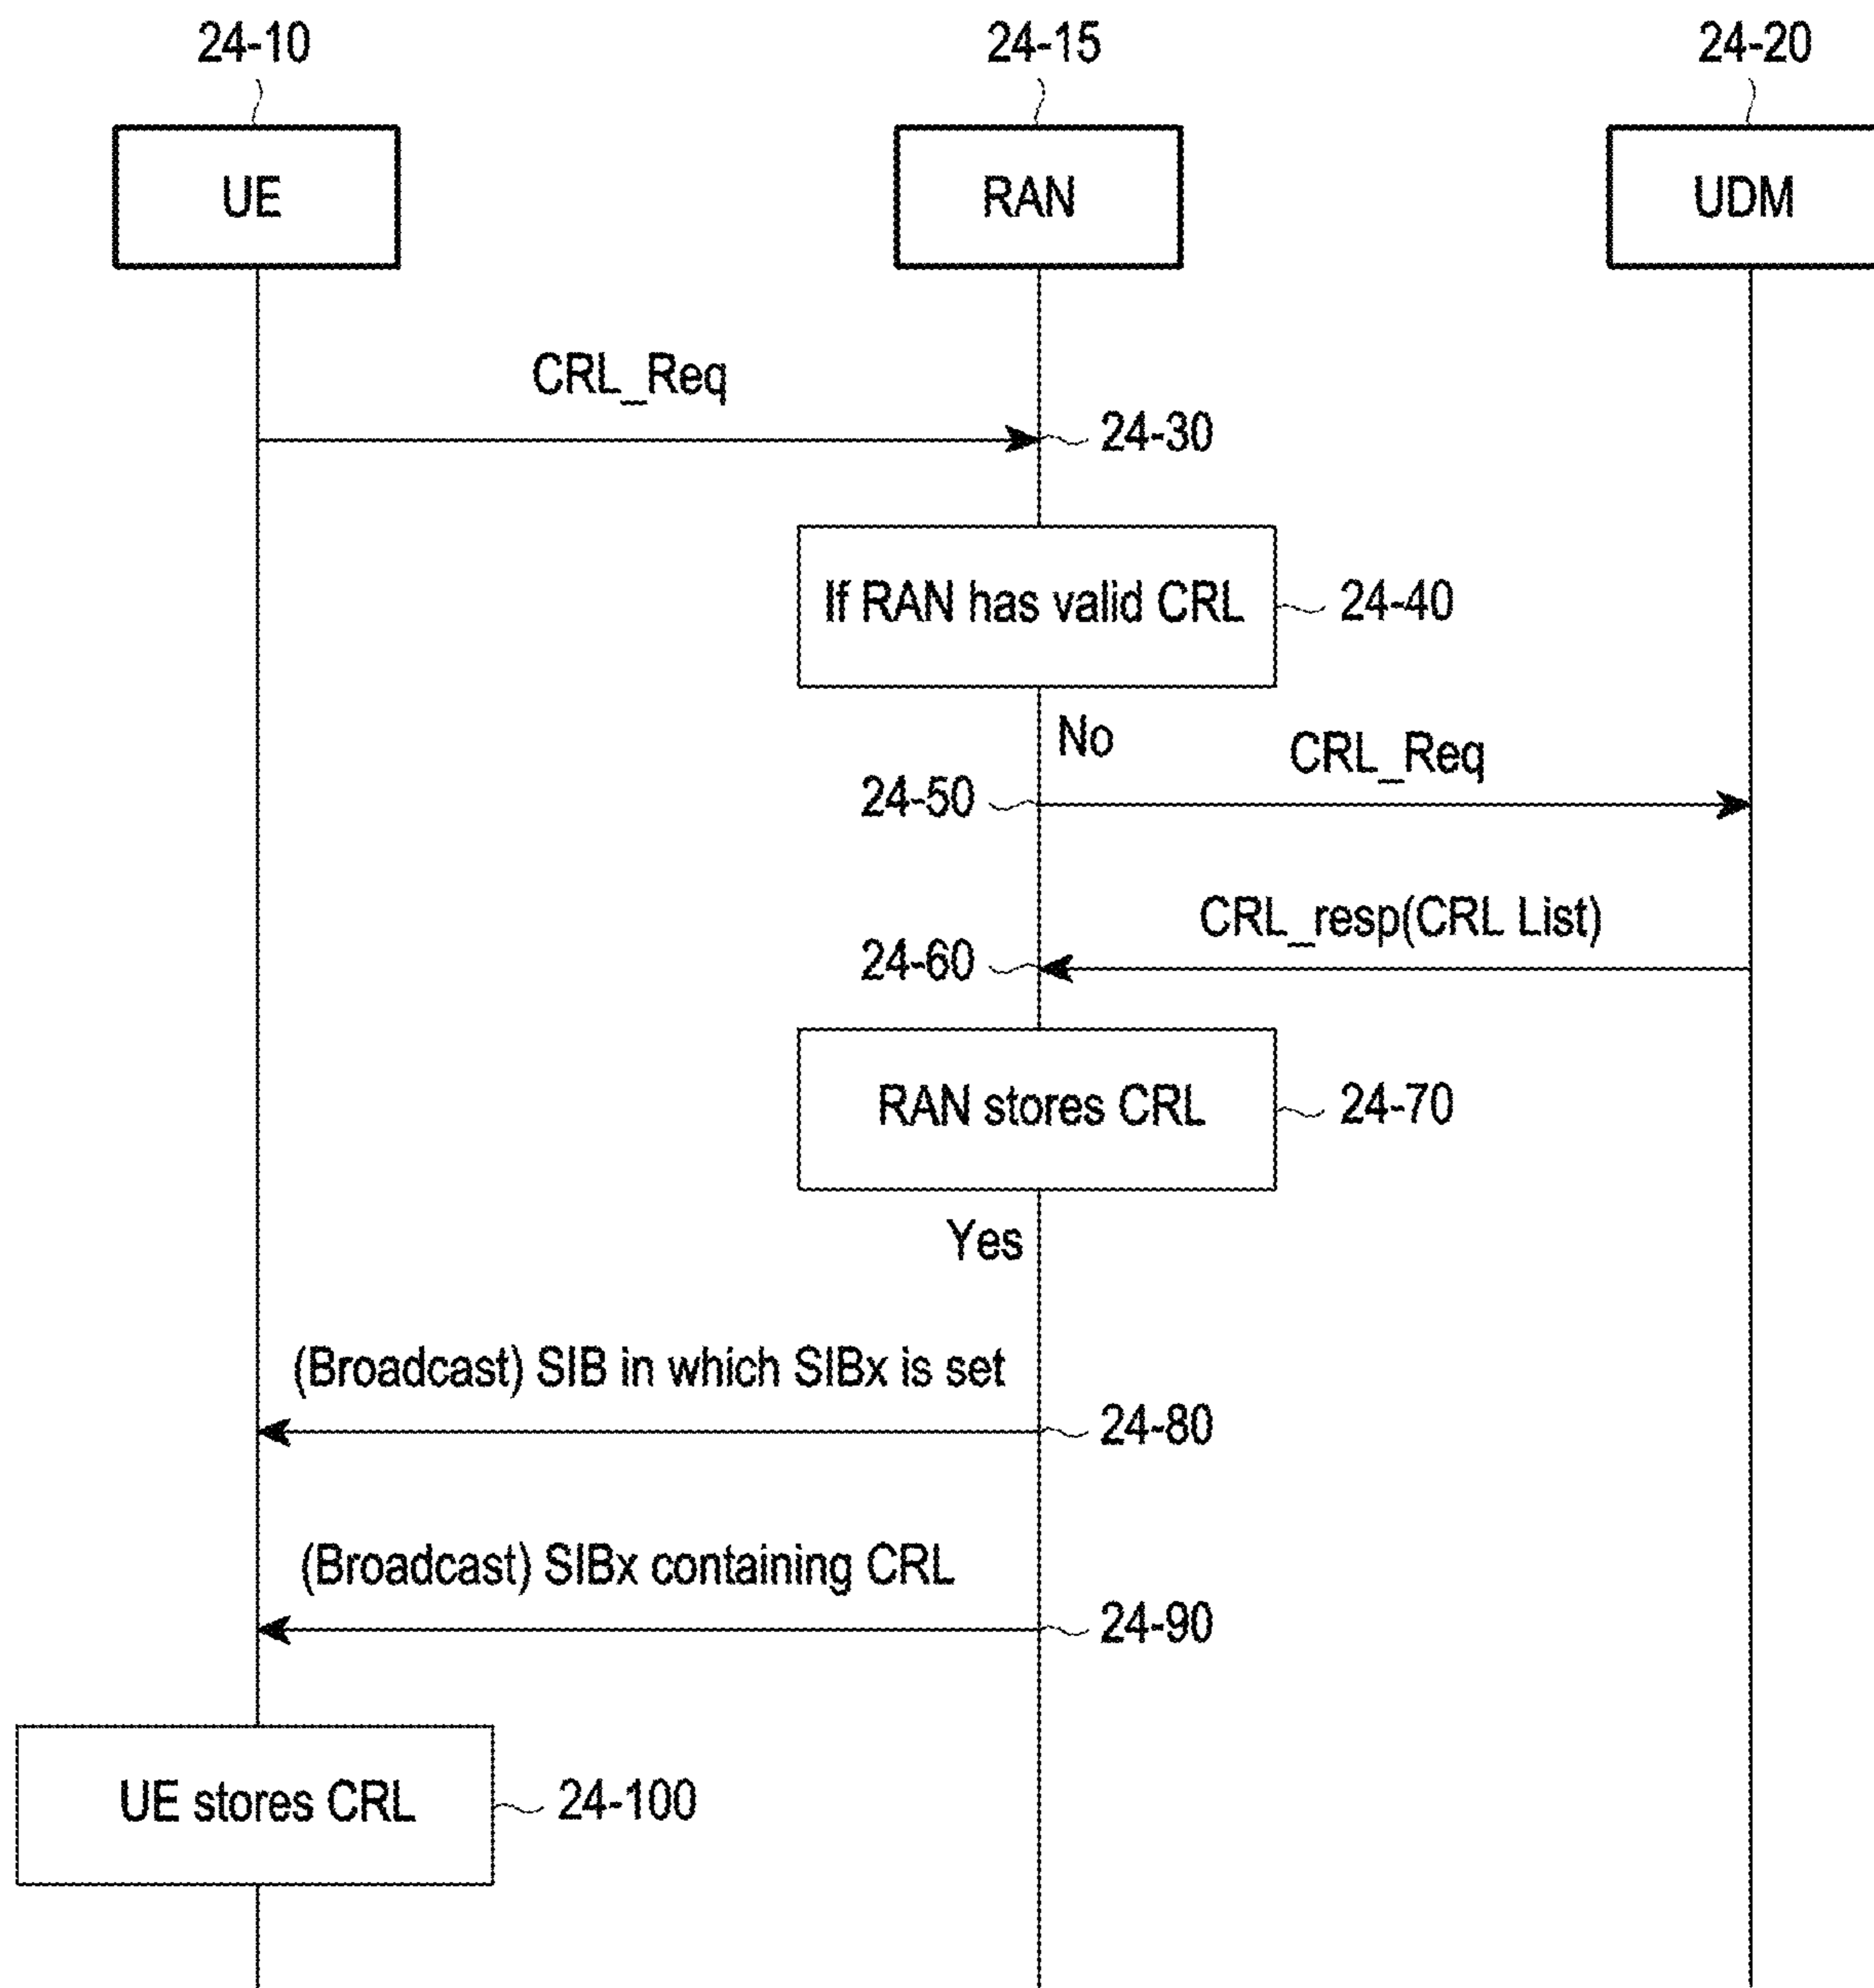 24-10
24-15
24-20
UE
RAN
UDM
CRL_Req
24-30
If RAN has valid CRL
24-40
No
CRL_Req
24-50
CRL_resp(CRL List)
24-60
RAN stores CRL
24-70
Yes
(Broadcast) SIB in which SIBx is set
24-80
(Broadcast) SIBx containing CRL
24-90
UE stores CRL
24-100